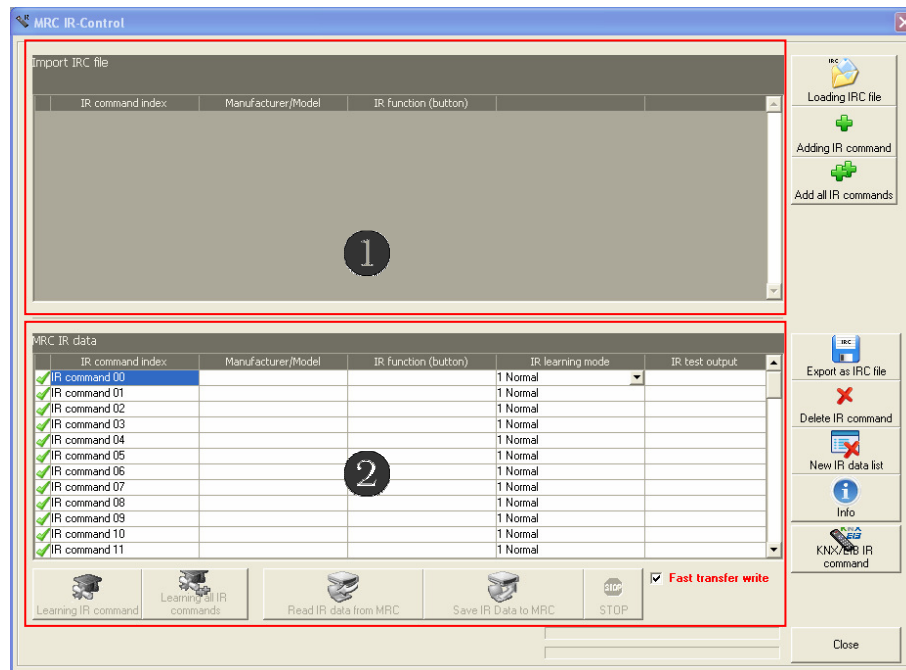 MRC IR-Control
Import IRC file
IR command index Manufacturer/Model IR function (button)
1
IRC
Loading IRC file
Adding IR command
Add all IR commands
MRC IR data
IR command index Manufacturer/Model IR function (button) IR learning mode IR test output
IR command 00 1 Normal
IR command 01 1 Normal
IR command 02 1 Normal
IR command 03 1 Normal
IR command 04 1 Normal
IR command 05 1 Normal
IR command 06 1 Normal
IR command 07 1 Normal
IR command 08 1 Normal
IR command 09 1 Normal
IR command 10 1 Normal
IR command 11 1 Normal
2
IRC
Export as IRC file
Delete IR command
New IR data list
Info
KNX/EIB IR
command
Learning IR command
Learning all IR
commands
Read IR data from MRC
Save IR Data to MRC
STOP
STOP
Fast transfer write
Close